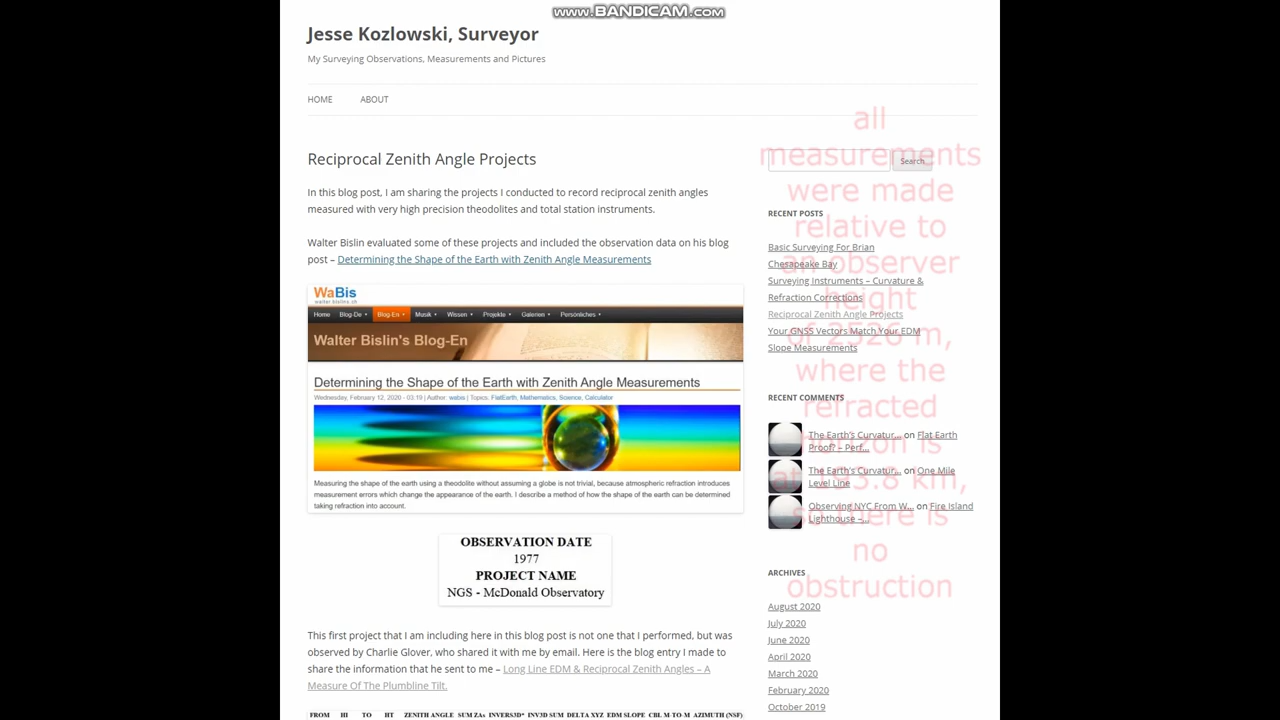 www.BANDICAM.com
Jesse Kozlowski, Surveyor
My Surveying Observations, Measurements and Pictures
HOME ABOUT
Reciprocal Zenith Angle Projects
In this blog post, I am sharing the projects I conducted to record reciprocal zenith angles
measured with very high precision theodolites and total station instruments.
Walter Bislin evaluated some of these projects and included the observation data on his blog
post – Determining the Shape of the Earth with Zenith Angle Measurements
WaBis
walter.bislins.ch
Home Blog-De Blog-En Musik Wissen Projekte Galerien Persönliches
Walter Bislin's Blog-En
Determining the Shape of the Earth with Zenith Angle Measurements
Wednesday, February 12, 2020 - 03:19 | Author: wabis | Topics: FlatEarth, Mathematics, Science, Calculator
Measuring the shape of the earth using a theodolite without assuming a globe is not trivial, because atmospheric refraction introduces
measurement errors which change the appearance of the earth. I describe a method of how the shape of the earth can be determined
taking refraction into account.
OBSERVATION DATE
1977
PROJECT NAME
NGS - McDonald Observatory
This first project that I am including here in this blog post is not one that I performed, but was
observed by Charlie Glover, who shared it with me by email. Here is the blog entry I made to
share the information that he sent to me – Long Line EDM & Reciprocal Zenith Angles – A
Measure Of The Plumbline Tilt.
FROM HI TO HT ZENITH ANGLE SUM ZAs INVERS3D* INV3D SUM DELTA XYZ EDM SLOPE CBL M-TO-M AZIMUTH (NSF)
Search
RECENT POSTS
Basic Surveying For Brian
Chesapeake Bay
Surveying Instruments – Curvature &
Refraction Corrections
Reciprocal Zenith Angle Projects
Your GNSS Vectors Match Your EDM
Slope Measurements
RECENT COMMENTS
The Earth's Curvatur... on Flat Earth
Proof? – Perf...
The Earth's Curvatur... on One Mile
Level Line
Observing NYC From W... on Fire Island
Lighthouse –...
ARCHIVES
August 2020
July 2020
June 2020
April 2020
March 2020
February 2020
October 2019
all
measurements
were made
relative to
an observer
height
of 2526 m,
where the
refracted
horizon is
km,
so there is
no
obstruction